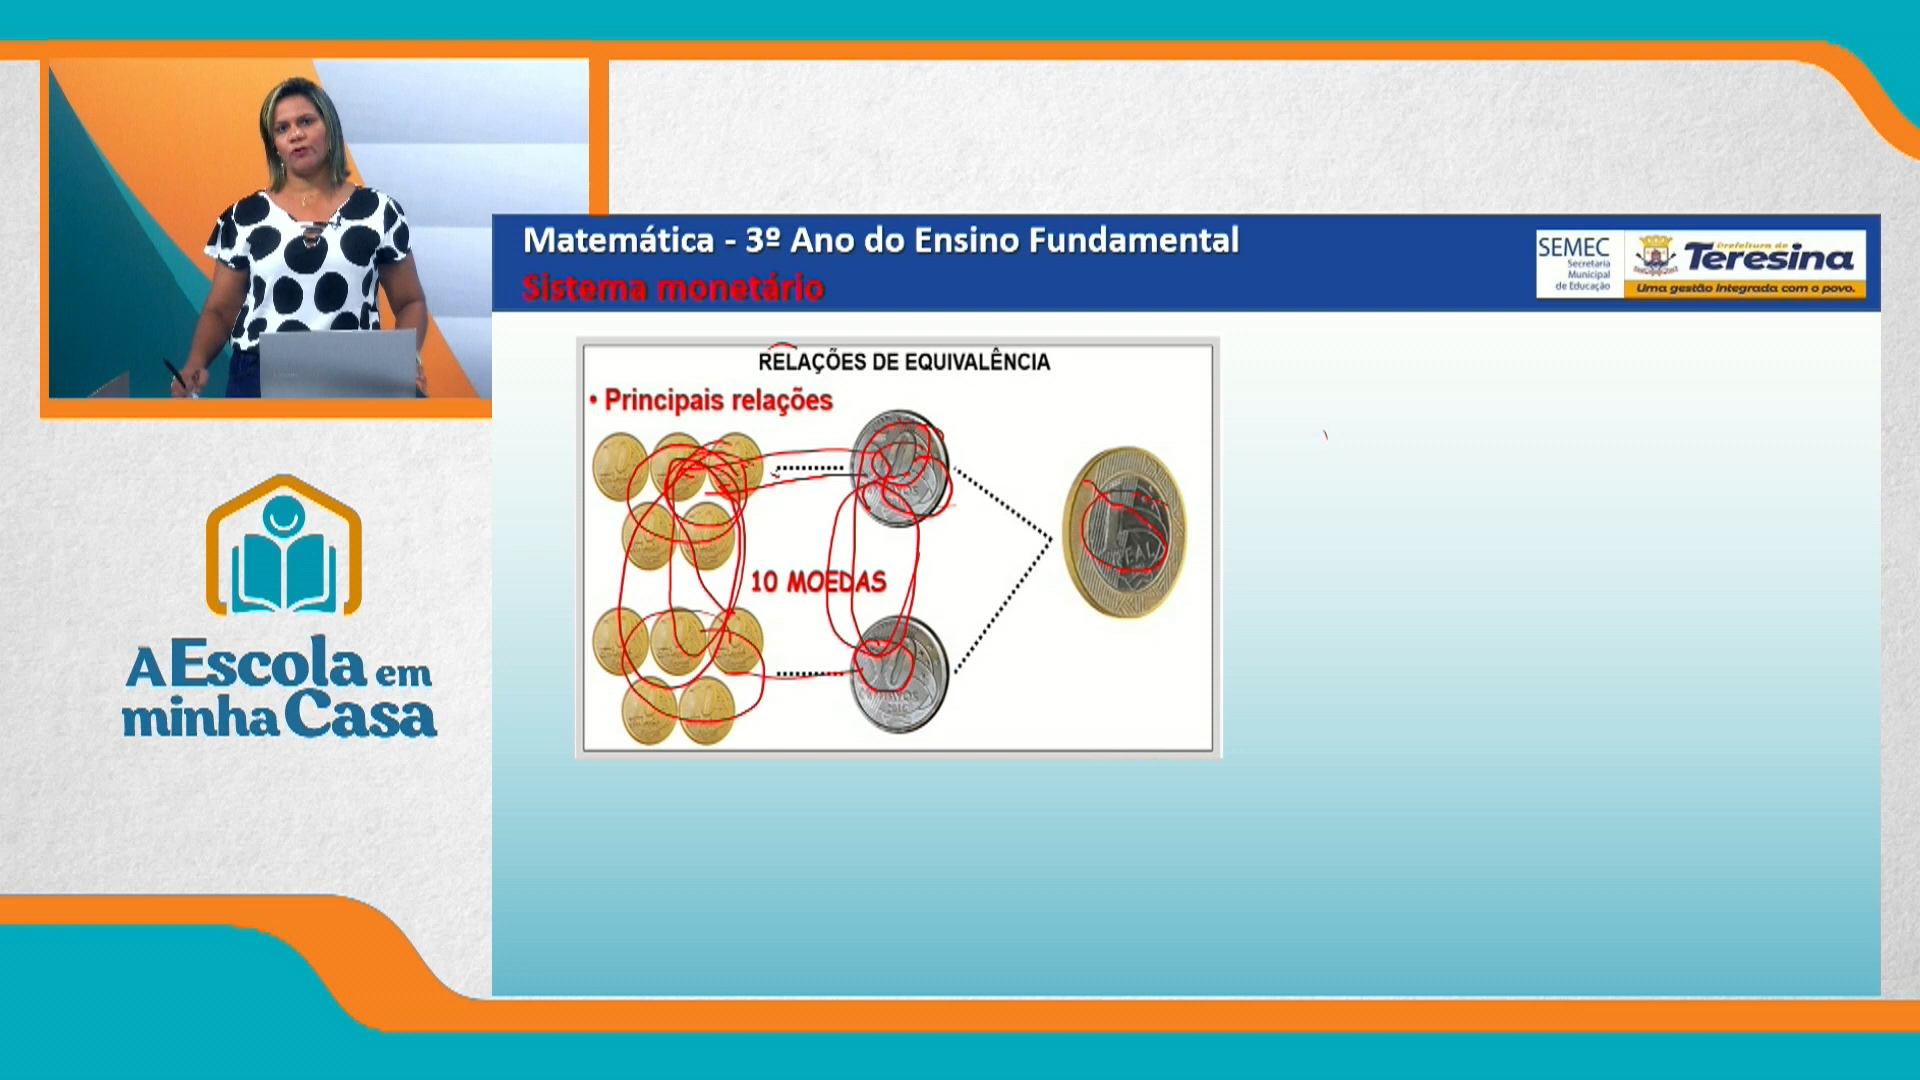 Matemática - 3º Ano do Ensino Fundamental
Sistema monetário
SEMEC
Secretaria
Municipal
de Educação
Prefeitura de
Teresina
Uma gestão integrada com o povo.
RELAÇÕES DE EQUIVALÊNCIA
• Principais relações
10 MOEDAS
REAL
A Escola em
minha Casa